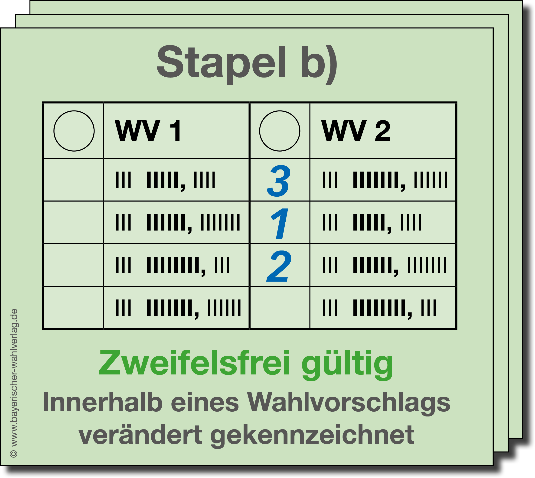 Stapel b)
WV 1 WV 2
3
1
2
Zweifelsfrei gültig
Innerhalb eines Wahlvorschlags
verändert gekennzeichnet
© www.bayerischer-wahlverlag.de